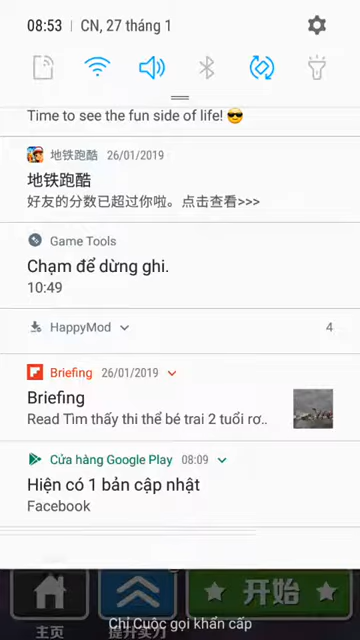 08:53 | CN, 27 tháng 1
Time to see the fun side of life! 😎
地铁跑酷 26/01/2019
地铁跑酷
好友的分数已超过你啦。点击查看>>>
Game Tools
Chạm để dừng ghi.
10:49
HappyMod 4
Briefing 26/01/2019
Briefing
Read Tìm thấy thi thể bé trai 2 tuổi rơ..
Cửa hàng Google Play 08:09
Hiện có 1 bản cập nhật
Facebook
开始
主页 提升实力
Chỉ Cuộc gọi khẩn cấp